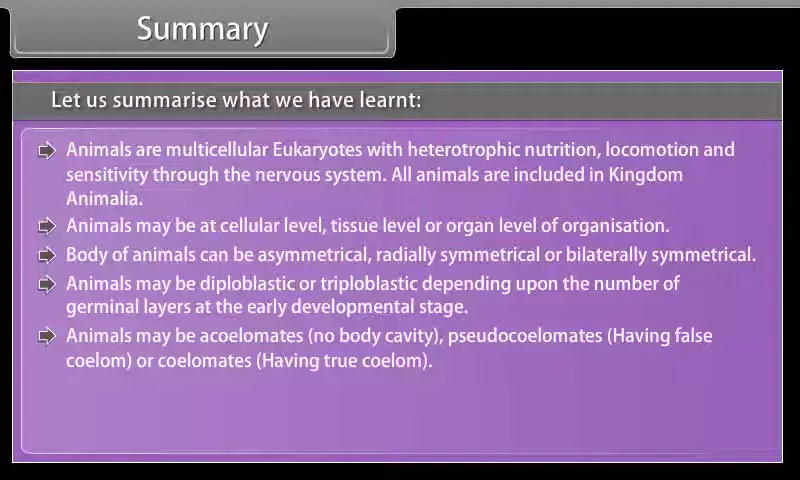 Summary
Let us summarise what we have learnt:
Animals are multicellular Eukaryotes with heterotrophic nutrition, locomotion and
sensitivity through the nervous system. All animals are included in Kingdom
Animalia.
Animals may be at cellular level, tissue level or organ level of organisation.
Body of animals can be asymmetrical, radially symmetrical or bilaterally symmetrical.
Animals may be diploblastic or triploblastic depending upon the number of
germinal layers at the early developmental stage.
Animals may be acoelomates (no body cavity), pseudocoelomates (Having false
coelom) or coelomates (Having true coelom).